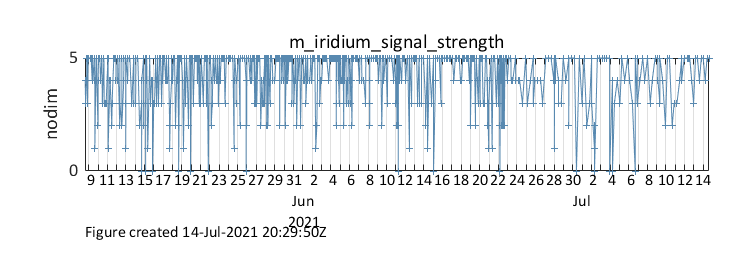 m_iridium_signal_strength
5
nodim
0
9 11 13 15 17 19 21 23 25 27 29 31 2 4 6 8 10 12 14 16 18 20 22 24 26 28 30 2 4 6 8 10 12 14
Jun Jul
2021
Figure created 14-Jul-2021 20:29:50Z